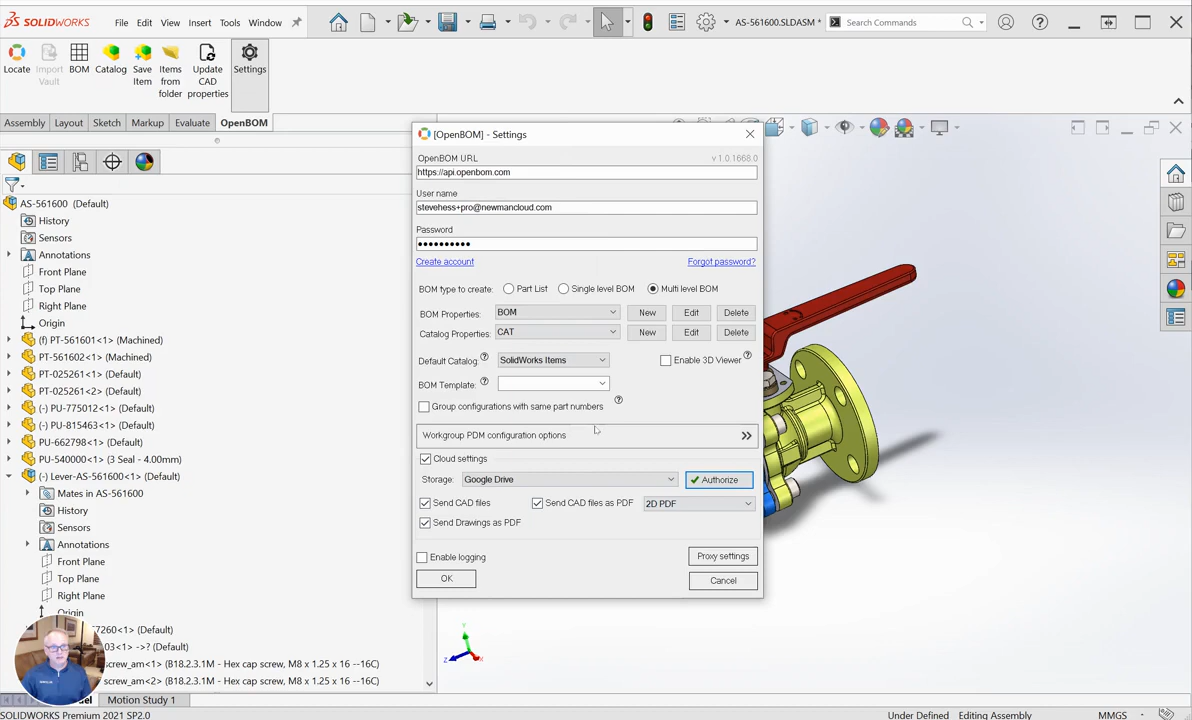 SOLIDWORKS File Edit View Insert Tools Window AS-561600.SLDASM * Search Commands
Locate Import Vault BOM Catalog Save Item Items from folder Update CAD properties Settings
Assembly Layout Sketch Markup Evaluate OpenBOM
AS-561600 (Default)
History
Sensors
Annotations
Front Plane
Top Plane
Right Plane
Origin
(f) PT-561601<1> (Machined)
PT-561602<1> (Machined)
PT-025261<1> (Default)
PT-025261<2> (Default)
(-) PU-775012<1> (Default)
(-) PU-815463<1> (Default)
PU-662798<1> (Default)
PU-540000<1> (3 Seal - 4.00mm)
(-) Lever-AS-561600<1> (Default)
Mates in AS-561600
History
Sensors
Annotations
Front Plane
Top Plane
Right Plane
Origin
7260<1> (Default)
03<1> ->? (Default)
screw_am<1> (B18.2.3.1M - Hex cap screw, M8 x 1.25 x 16 --16C)
screw_am<2> (B18.2.3.1M - Hex cap screw, M8 x 1.25 x 16 --16C)
Motion Study 1
SOLIDWORKS Premium 2021 SP2.0
Under Defined Editing Assembly MMGS
[OpenBOM] - Settings
OpenBOM URL v 1.0.1668.0
https://api.openbom.com
User name
stevehess+pro@newmancloud.com
Password
●●●●●●●●●●
Create account Forgot password?
BOM type to create: Part List Single level BOM Multi level BOM
BOM Properties: BOM New Edit Delete
Catalog Properties: CAT New Edit Delete
Default Catalog: ? SolidWorks Items Enable 3D Viewer ?
BOM Template: ?
Group configurations with same part numbers ?
Workgroup PDM configuration options
Cloud settings
Storage: Google Drive Authorize
Send CAD files Send CAD files as PDF 2D PDF
Send Drawings as PDF
Enable logging Proxy settings
OK Cancel